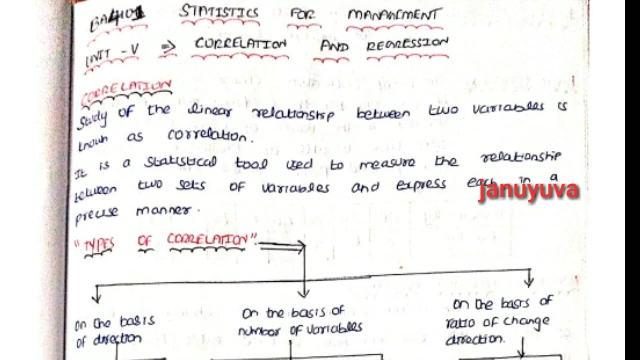 STATISTICS FOR MANAGEMENT
UNIT - V ⇒ CORRELATION AND REGRESSION
CORRELATION
Study of the linear relationship between two variables is
known as correlation.
It is a statistical tool used to measure the relationship
between two sets of variables and express each in a
januyuva
precise manner.
"TYPES OF CORRELATION"
On the basis
of direction
On the basis of
number of variables
On the basis of
ratio of change
direction.